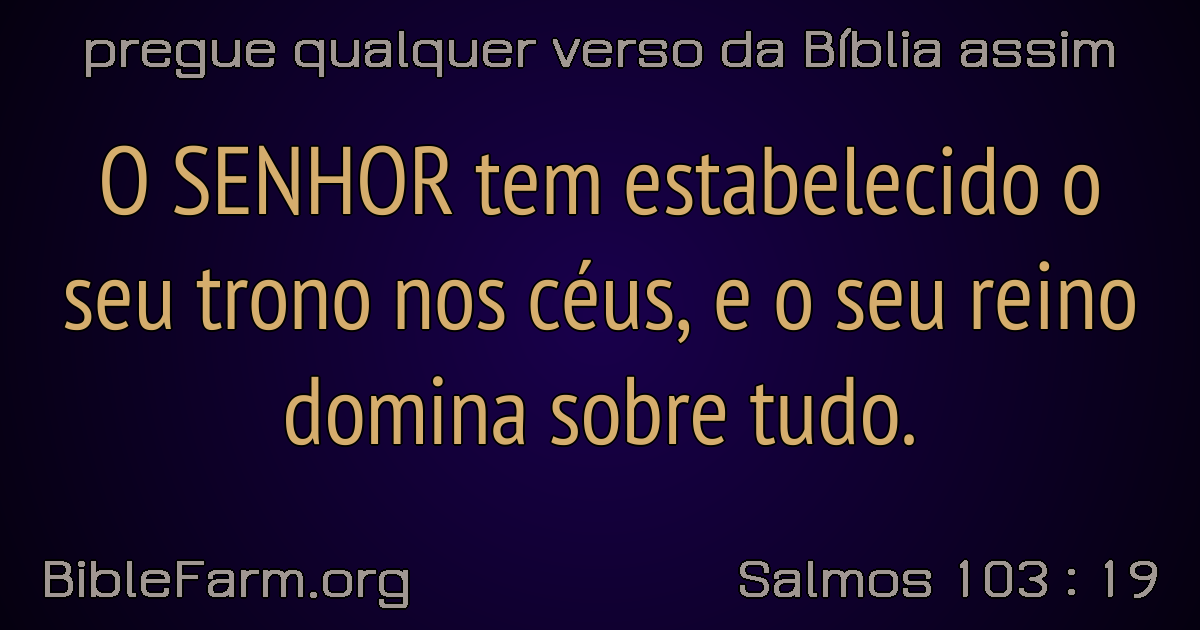 pregue qualquer verso da Bíblia assim
O SENHOR tem estabelecido o
seu trono nos céus, e o seu reino
domina sobre tudo.
BibleFarm.org
Salmos 103 : 19